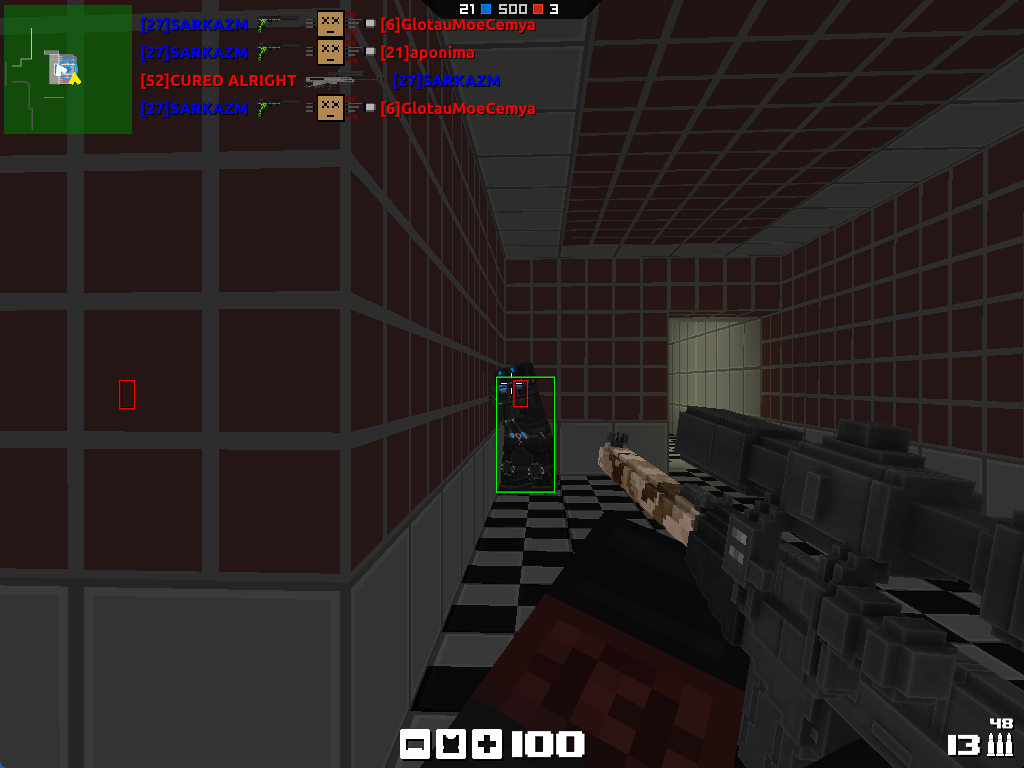 21 500 3
[27]SARKAZM [6]GlotauMoeCemya
[27]SARKAZM [21]aponima
[52]CURED ALRIGHT [27]SARKAZM
[27]SARKAZM [6]GlotauMoeCemya
48
100 13